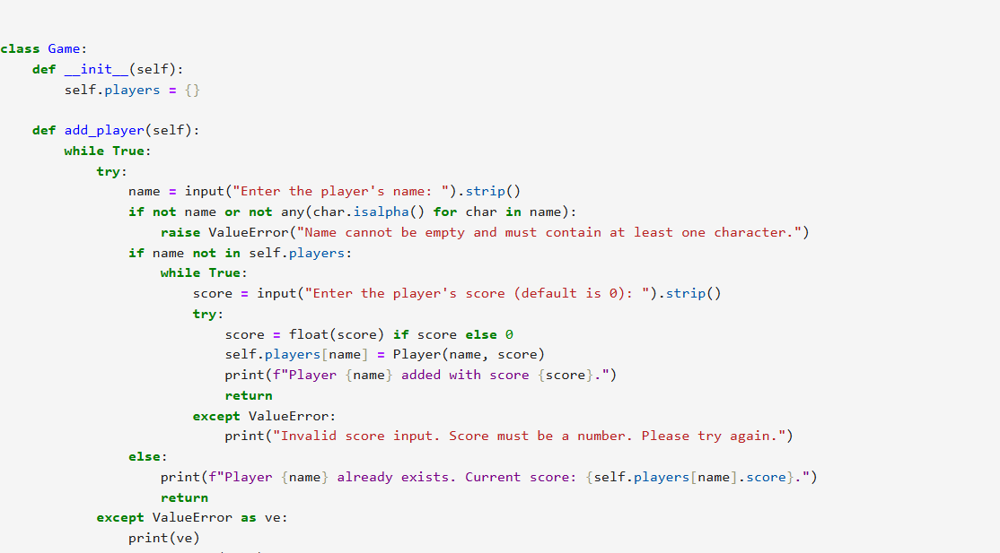 class Game:
    def __init__(self):
        self.players = {}

    def add_player(self):
        while True:
            try:
                name = input("Enter the player's name: ").strip()
                if not name or not any(char.isalpha() for char in name):
                    raise ValueError("Name cannot be empty and must contain at least one character.")
                if name not in self.players:
                    while True:
                        score = input("Enter the player's score (default is 0): ").strip()
                        try:
                            score = float(score) if score else 0
                            self.players[name] = Player(name, score)
                            print(f"Player {name} added with score {score}.")
                            return
                        except ValueError:
                            print("Invalid score input. Score must be a number. Please try again.")
                else:
                    print(f"Player {name} already exists. Current score: {self.players[name].score}.")
                    return
            except ValueError as ve:
                print(ve)